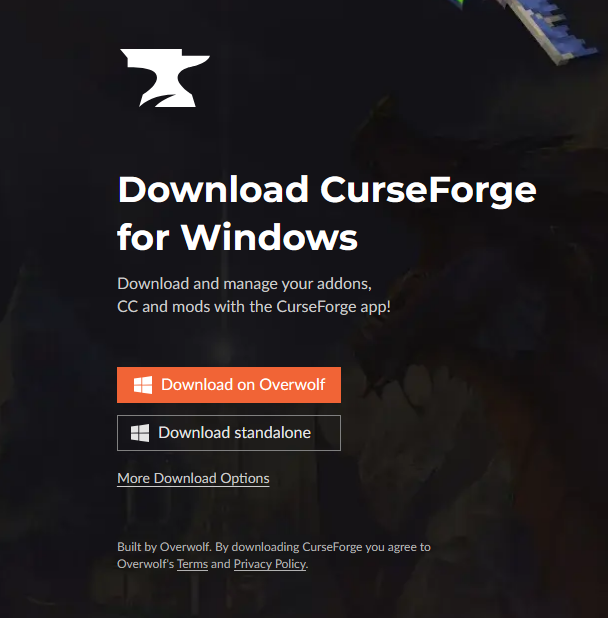 Download CurseForge
for Windows
Download and manage your addons,
CC and mods with the CurseForge app!
Download on Overwolf
Download standalone
More Download Options
Built by Overwolf. By downloading CurseForge you agree to
Overwolf's Terms and Privacy Policy.